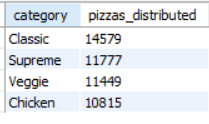 category pizzas_distributed
Classic 14579
Supreme 11777
Veggie 11449
Chicken 10815